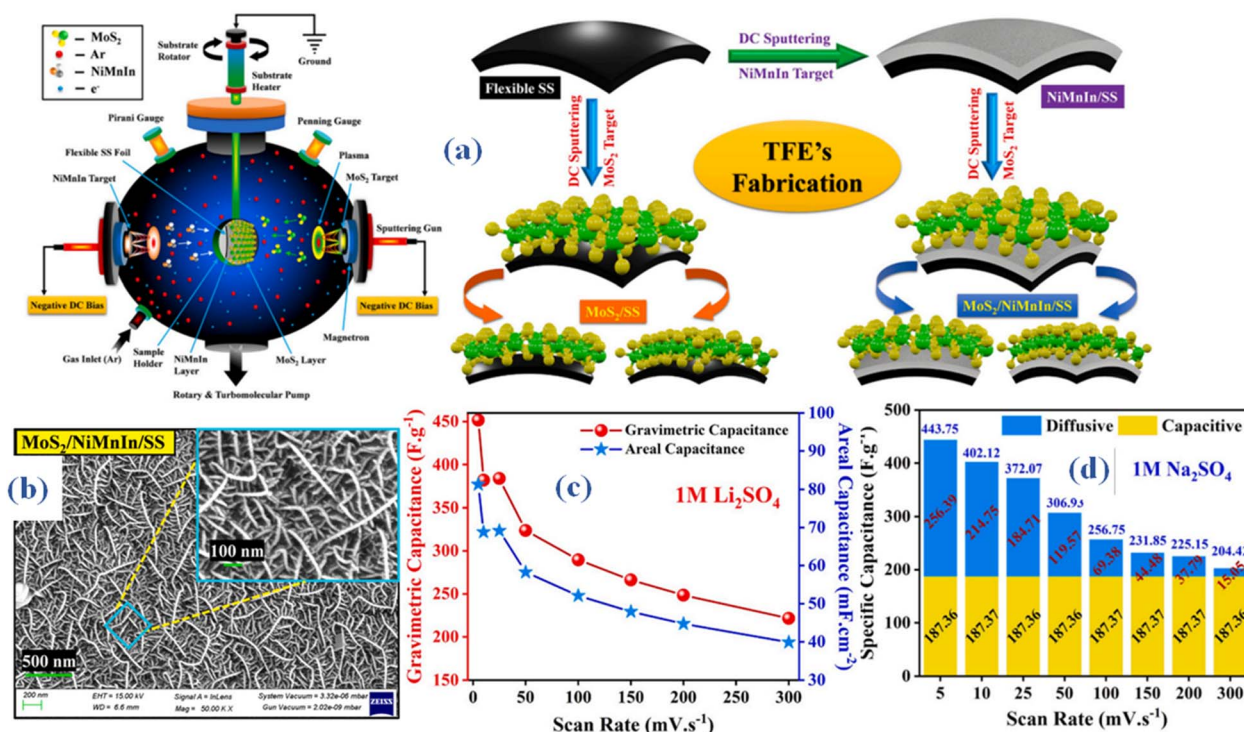 MoS2
Ar
NiMnIn
e-
Substrate
Rotator
Ground
Substrate
Heater
Pirani Gauge
Penning Gauge
Flexible SS Foil
Plasma
NiMnIn Target
MoS2 Target
Sputtering Gun
Negative DC Bias
Negative DC Bias
Magnetron
Gas Inlet (Ar)
Sample
Holder
NiMnIn
Layer
MoS2 Layer
Rotary & Turbomolecular Pump
(a)
Flexible SS
DC Sputtering
NiMnIn Target
NiMnIn/SS
DC Sputtering
MoS2 Target
TFE's
Fabrication
DC Sputtering
MoS2 Target
MoS2/SS
MoS2/NiMnIn/SS
MoS2/NiMnIn/SS
(b)
100 nm
500 nm
200 nm
EHT = 15.00 kV
WD = 6.6 mm
Signal A = InLens
Mag = 50.00 K X
System Vacuum = 3.32e-06 mbar
Gun Vacuum = 2.02e-09 mbar
ZEISS
Gravimetric Capacitance (F.g-1)
450
400
350
300
250
200
150
Gravimetric Capacitance
Areal Capacitance
(c)
1M Li2SO4
100
90
80
70
60
50
40
30
Areal Capacitance (mF.cm-2)
0 50 100 150 200 250 300
Scan Rate (mV.s-1)
Specific Capacitance (F.g-1)
500
400
300
200
100
0
Diffusive
Capacitive
(d)
1M Na2SO4
443.75
402.12
372.07
306.93
256.75
231.85
225.15
256.39
214.75
184.71
119.57
69.38
44.48
37.79
15.05
187.36
187.37
187.36
187.36
187.37
187.37
187.37
187.36
5 10 25 50 100 150 200 300
Scan Rate (mV.s-1)